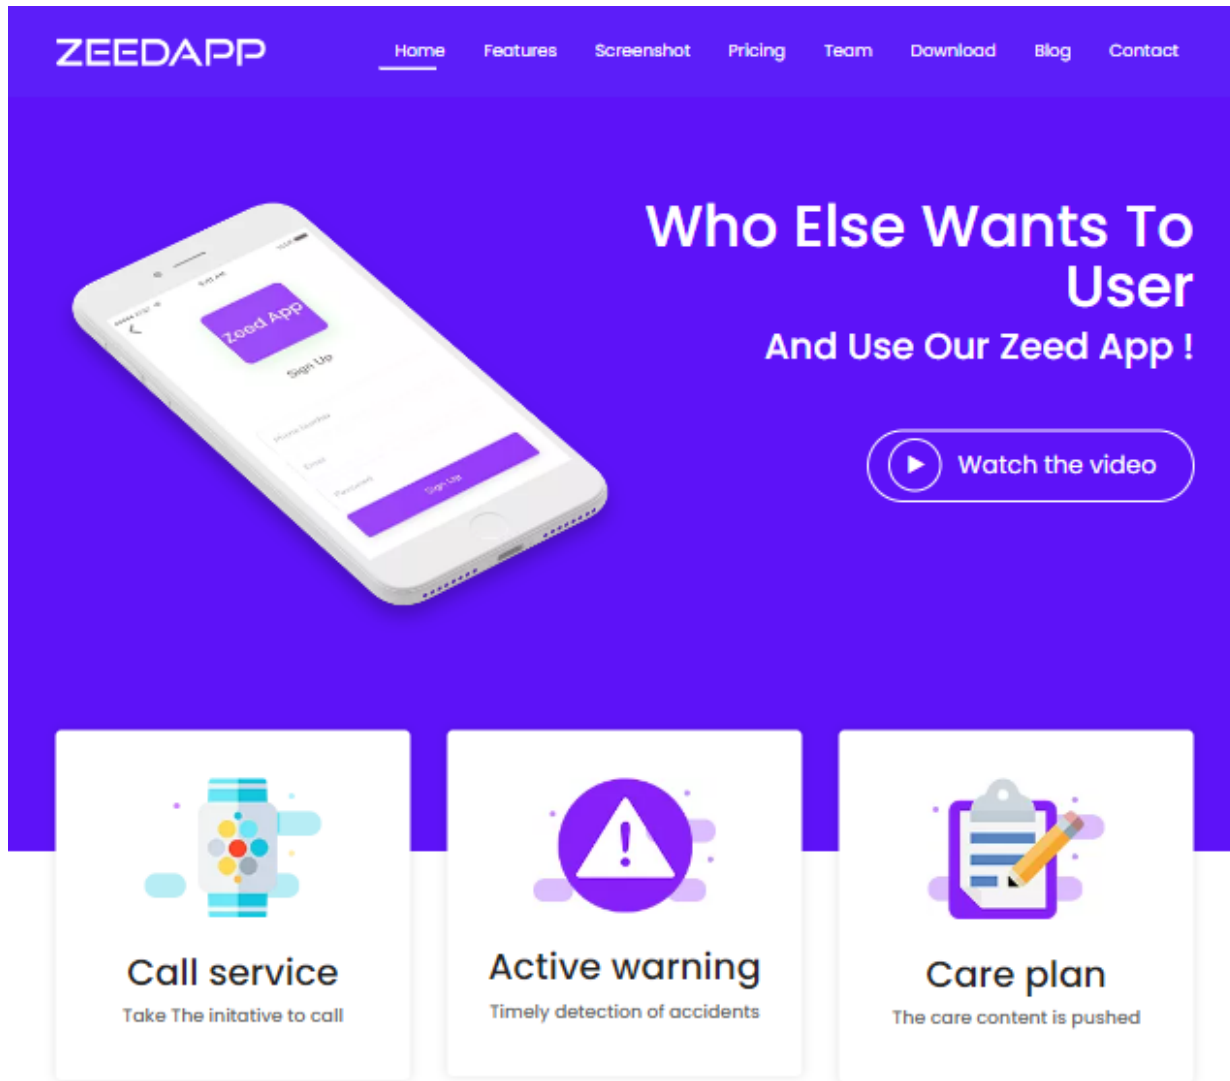 ZEEDAPP
Home Features Screenshot Pricing Team Download Blog Contact
Who Else Wants To
User
And Use Our Zeed App !
Watch the video
Zeed App
Sign Up
Email
Password
Sign Up
Call service
Take The initative to call
Active warning
Timely detection of accidents
Care plan
The care content is pushed